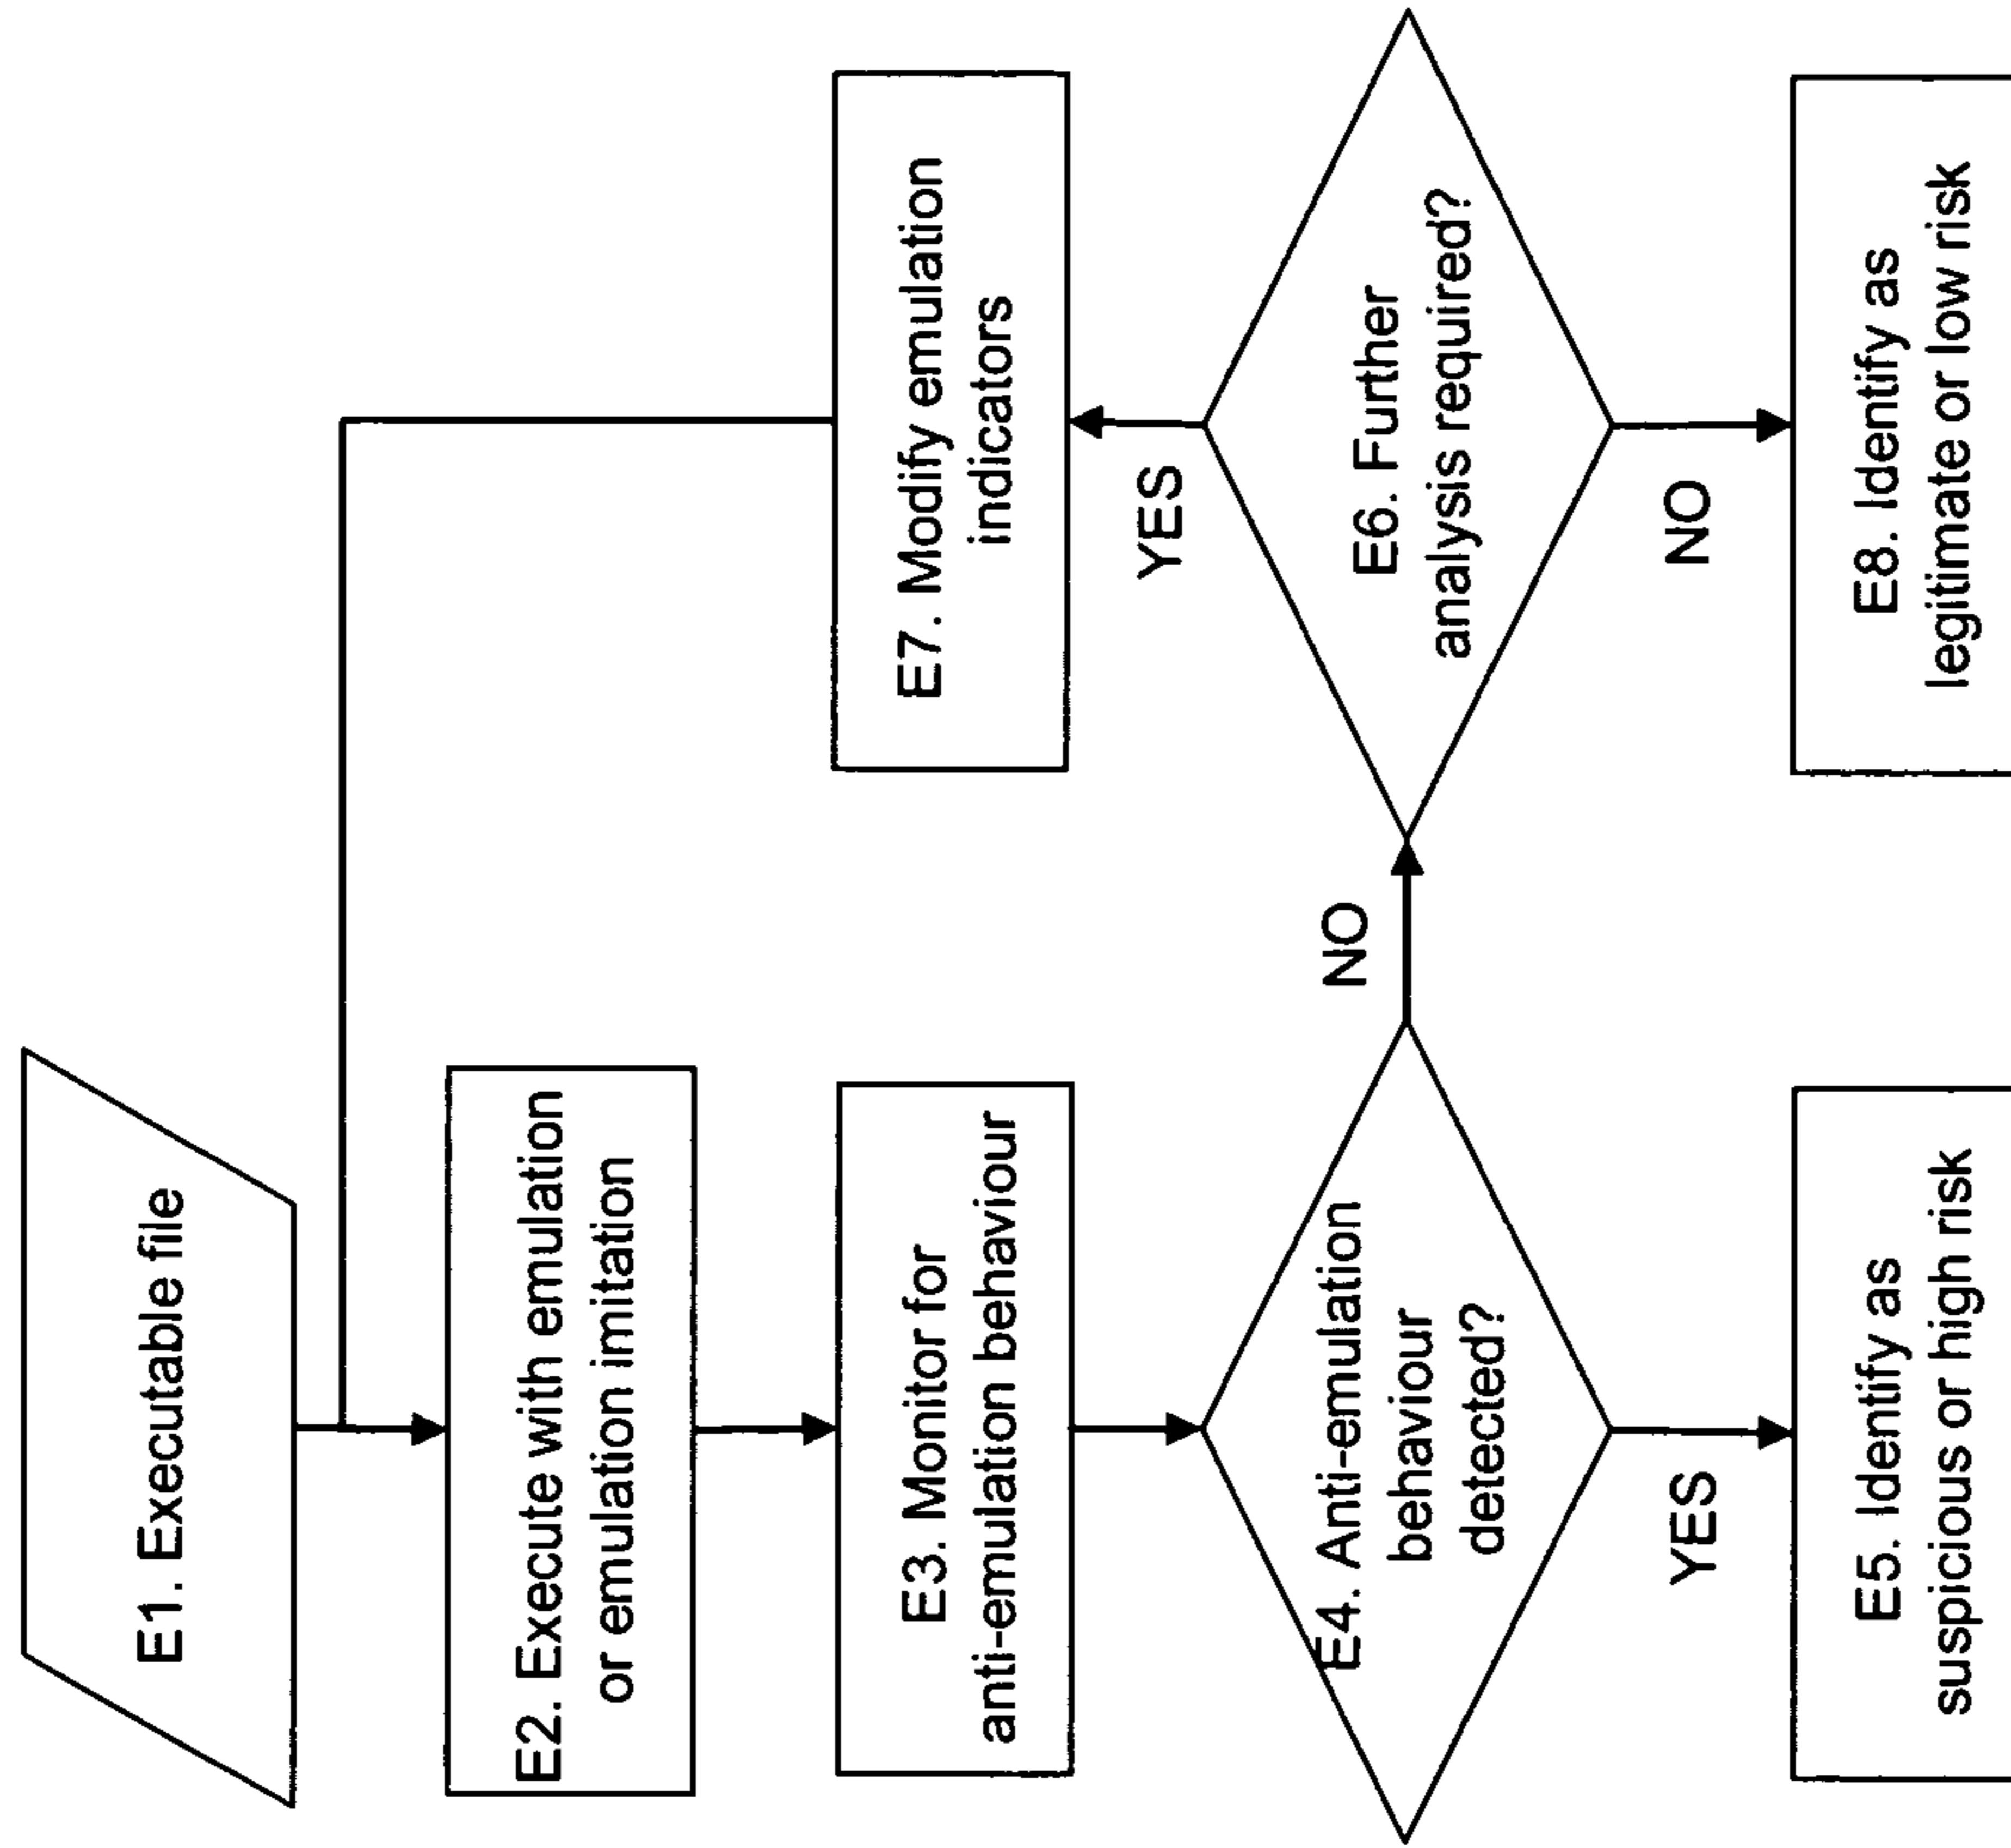 E1. Executable file
E2. Execute with emulation
or emulation imitation
E3. Monitor for
anti-emulation behaviour
E4. Anti-emulation
behaviour
detected?
YES
E5. Identify as
suspicious or high risk
NO
E6. Further
analysis required?
YES
E7. Modify emulation
indicators
NO
E8. Identify as
legitimate or low risk